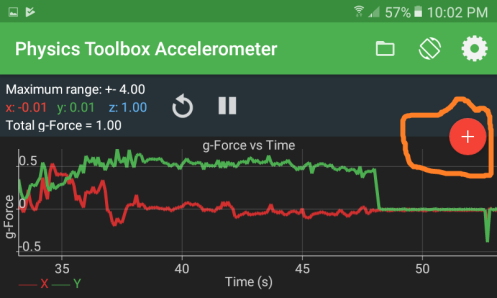 57% 10:02 PM
Physics Toolbox Accelerometer
Maximum range: +- 4.00
x: -0.01 y: 0.01 z: 1.00
Total g-Force = 1.00
+
g-Force vs Time
g-Force
0.5
0
-0.5
35 40 45 50
Time (s)
X Y